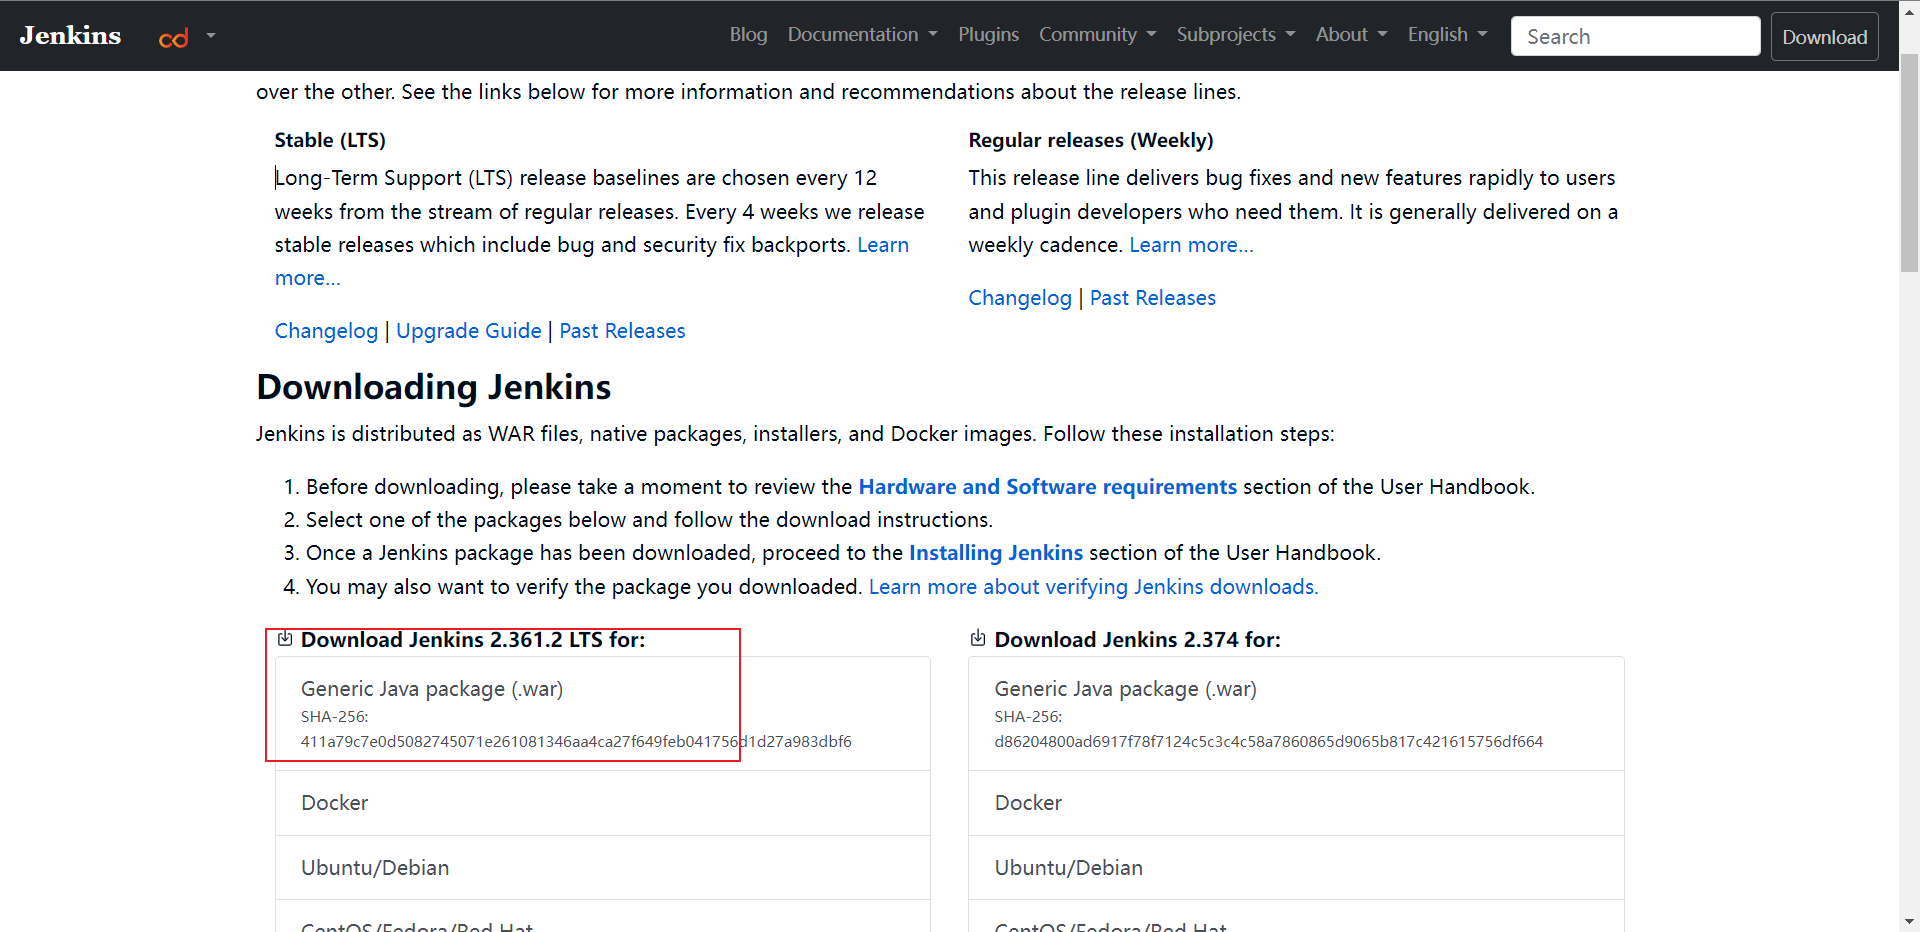 Jenkins
cd
Blog Documentation Plugins Community Subprojects About English Search Download
over the other. See the links below for more information and recommendations about the release lines.
Stable (LTS)
Long-Term Support (LTS) release baselines are chosen every 12
weeks from the stream of regular releases. Every 4 weeks we release
stable releases which include bug and security fix backports. Learn
more...
Changelog | Upgrade Guide | Past Releases
Regular releases (Weekly)
This release line delivers bug fixes and new features rapidly to users
and plugin developers who need them. It is generally delivered on a
weekly cadence. Learn more...
Changelog | Past Releases
Downloading Jenkins
Jenkins is distributed as WAR files, native packages, installers, and Docker images. Follow these installation steps:
1. Before downloading, please take a moment to review the Hardware and Software requirements section of the User Handbook.
2. Select one of the packages below and follow the download instructions.
3. Once a Jenkins package has been downloaded, proceed to the Installing Jenkins section of the User Handbook.
4. You may also want to verify the package you downloaded. Learn more about verifying Jenkins downloads.
Download Jenkins 2.361.2 LTS for:
Generic Java package (.war)
SHA-256:
411a79c7e0d5082745071e261081346aa4ca27f649feb041756d1d27a983dbf6
Docker
Ubuntu/Debian
CentOS/Fedora/Red Hat
Download Jenkins 2.374 for:
Generic Java package (.war)
SHA-256:
d86204800ad6917f78f7124c5c3c4c58a7860865d9065b817c421615756df664
Docker
Ubuntu/Debian
CentOS/Fedora/Red Hat